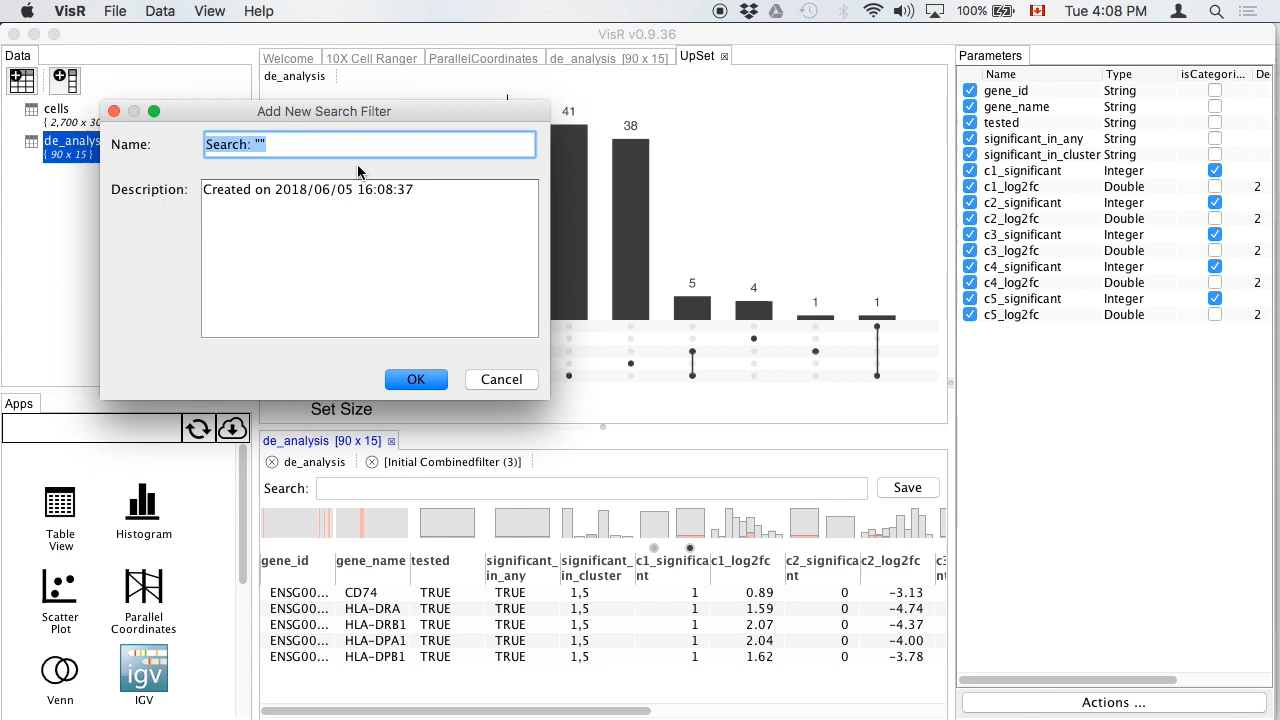 VisR File Data View Help
100% Tue 4:08 PM
VisR v0.9.36
Data
cells
{ 2,700 x 30
de_analys
{ 90 x 15 }
Add New Search Filter
Name: Search: ""
Description: Created on 2018/06/05 16:08:37
OK Cancel
Welcome 10X Cell Ranger ParallelCoordinates de_analysis [90 x 15] UpSet
de_analysis
41
38
5
4
1
1
Set Size
Parameters
Name Type isCategori... De
gene_id String
gene_name String
tested String
significant_in_any String
significant_in_cluster String
c1_significant Integer
c1_log2fc Double 2
c2_significant Integer
c2_log2fc Double 2
c3_significant Integer
c3_log2fc Double 2
c4_significant Integer
c4_log2fc Double 2
c5_significant Integer
c5_log2fc Double 2
Actions ...
Apps
Table
View
Histogram
Scatter
Plot
Parallel
Coordinates
Venn
igv
IGV
de_analysis [90 x 15]
de_analysis [Initial Combinedfilter (3)]
Search: Save
gene_id gene_name tested significant_
in_any significant_
in_cluster c1_significa
nt c1_log2fc c2_significa
nt c2_log2fc
ENSG00... CD74 TRUE TRUE 1,5 1 0.89 0 -3.13
ENSG00... HLA-DRA TRUE TRUE 1,5 1 1.59 0 -4.74
ENSG00... HLA-DRB1 TRUE TRUE 1,5 1 2.07 0 -4.37
ENSG00... HLA-DPA1 TRUE TRUE 1,5 1 2.04 0 -4.00
ENSG00... HLA-DPB1 TRUE TRUE 1,5 1 1.62 0 -3.78